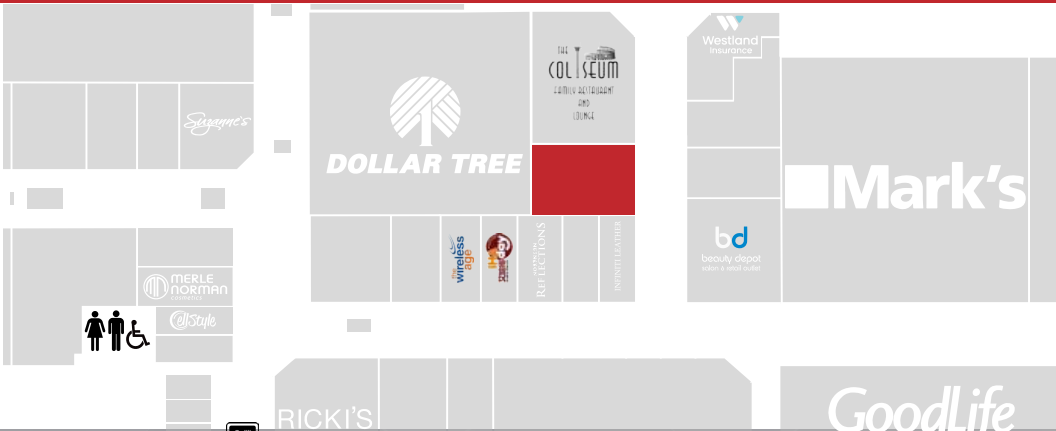 Westland
insurance
THE
COLISEUM
FAMILY RESTAURANT
AND
LOUNGE
Suzanne's
DOLLAR TREE
Mark's
the
wireless
age
REFLECTIONS
INFINITI LEATHER
bd
beauty depot
salon & retail outlet
MERLE
NORMAN
cosmetics
CellStyle
RICKI'S
GoodLife